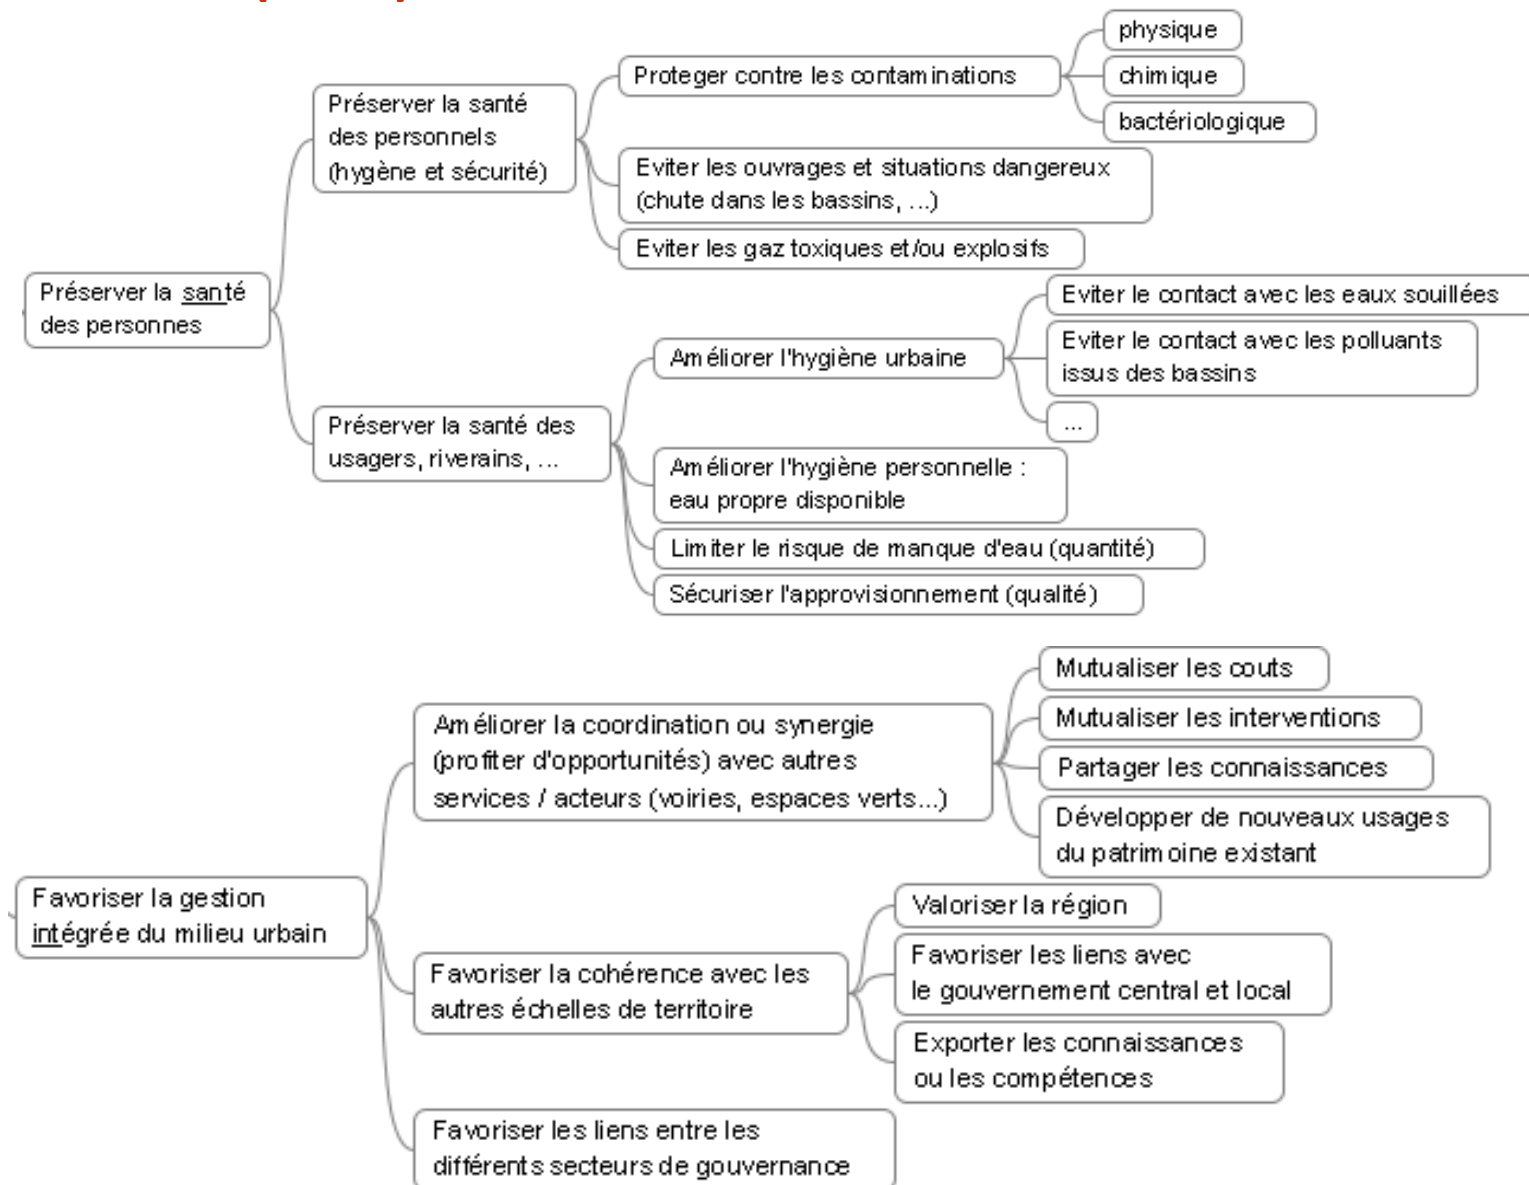 physique
Proteger contre les contaminations
chimique
bactériologique
Préserver la santé
des personnels
(hygène et sécurité)
Eviter les ouvrages et situations dangereux
(chute dans les bassins, ...)
Eviter les gaz toxiques et/ou explosifs
Préserver la santé
des personnes
Eviter le contact avec les eaux souillées
Améliorer l'hygiène urbaine
Eviter le contact avec les polluants
issus des bassins
...
Préserver la santé des
usagers, riverains, ...
Améliorer l'hygiène personnelle :
eau propre disponible
Limiter le risque de manque d'eau (quantité)
Sécuriser l'approvisionnement (qualité)
Mutualiser les couts
Améliorer la coordination ou synergie
(profiter d'opportunités) avec autres
services / acteurs (voiries, espaces verts...)
Mutualiser les interventions
Partager les connaissances
Développer de nouveaux usages
du patrimoine existant
Favoriser la gestion
intégrée du milieu urbain
Valoriser la région
Favoriser la cohérence avec les
autres échelles de territoire
Favoriser les liens avec
le gouvernement central et local
Exporter les connaissances
ou les compétences
Favoriser les liens entre les
différents secteurs de gouvernance